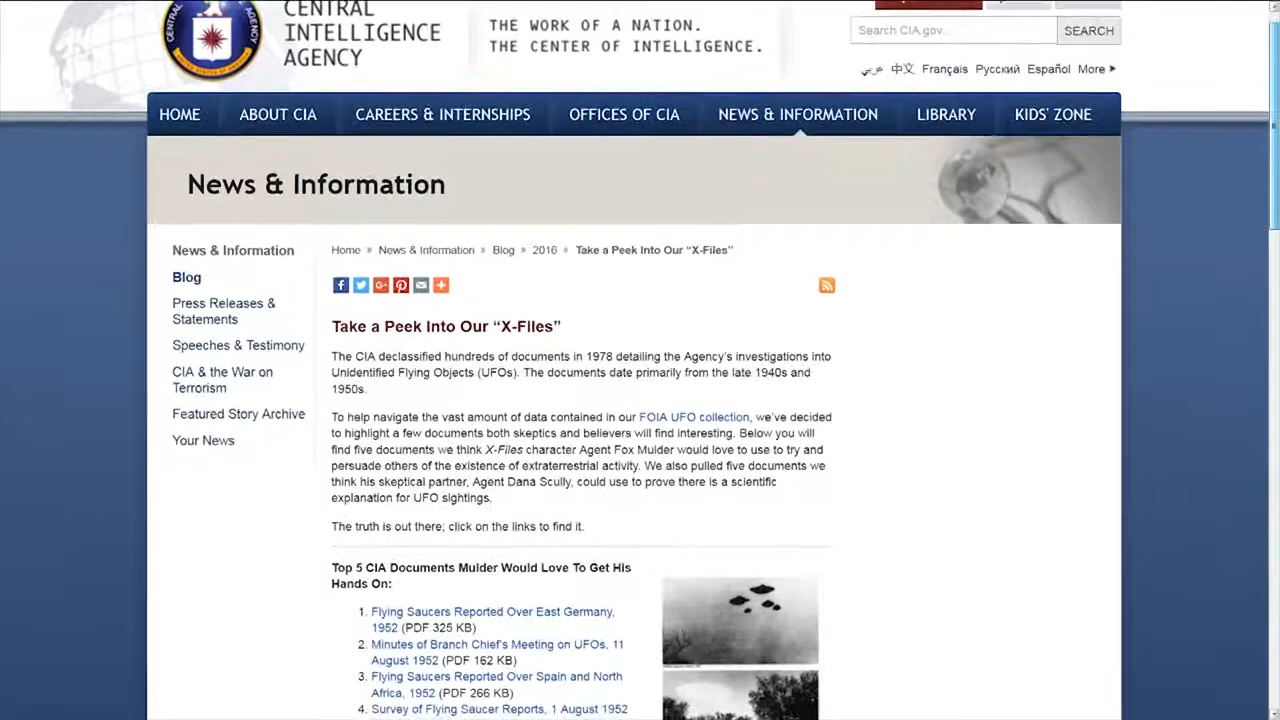 CENTRAL
INTELLIGENCE
AGENCY
THE WORK OF A NATION.
THE CENTER OF INTELLIGENCE.
Search CIA.gov...
SEARCH
عربي 中文 Français Русский Español More
HOME ABOUT CIA CAREERS & INTERNSHIPS OFFICES OF CIA NEWS & INFORMATION LIBRARY KIDS' ZONE
News & Information
News & Information
Blog
Press Releases &
Statements
Speeches & Testimony
CIA & the War on
Terrorism
Featured Story Archive
Your News
Home » News & Information » Blog » 2016 » Take a Peek Into Our “X-Files”
Take a Peek Into Our “X-Files”
The CIA declassified hundreds of documents in 1978 detailing the Agency’s investigations into
Unidentified Flying Objects (UFOs). The documents date primarily from the late 1940s and
1950s.
To help navigate the vast amount of data contained in our FOIA UFO collection, we’ve decided
to highlight a few documents both skeptics and believers will find interesting. Below you will
find five documents we think X-Files character Agent Fox Mulder would love to use to try and
persuade others of the existence of extraterrestrial activity. We also pulled five documents we
think his skeptical partner, Agent Dana Scully, could use to prove there is a scientific
explanation for UFO sightings.
The truth is out there; click on the links to find it.
Top 5 CIA Documents Mulder Would Love To Get His
Hands On:
1. Flying Saucers Reported Over East Germany,
1952 (PDF 325 KB)
2. Minutes of Branch Chief’s Meeting on UFOs, 11
August 1952 (PDF 162 KB)
3. Flying Saucers Reported Over Spain and North
Africa, 1952 (PDF 266 KB)
4. Survey of Flying Saucer Reports, 1 August 1952